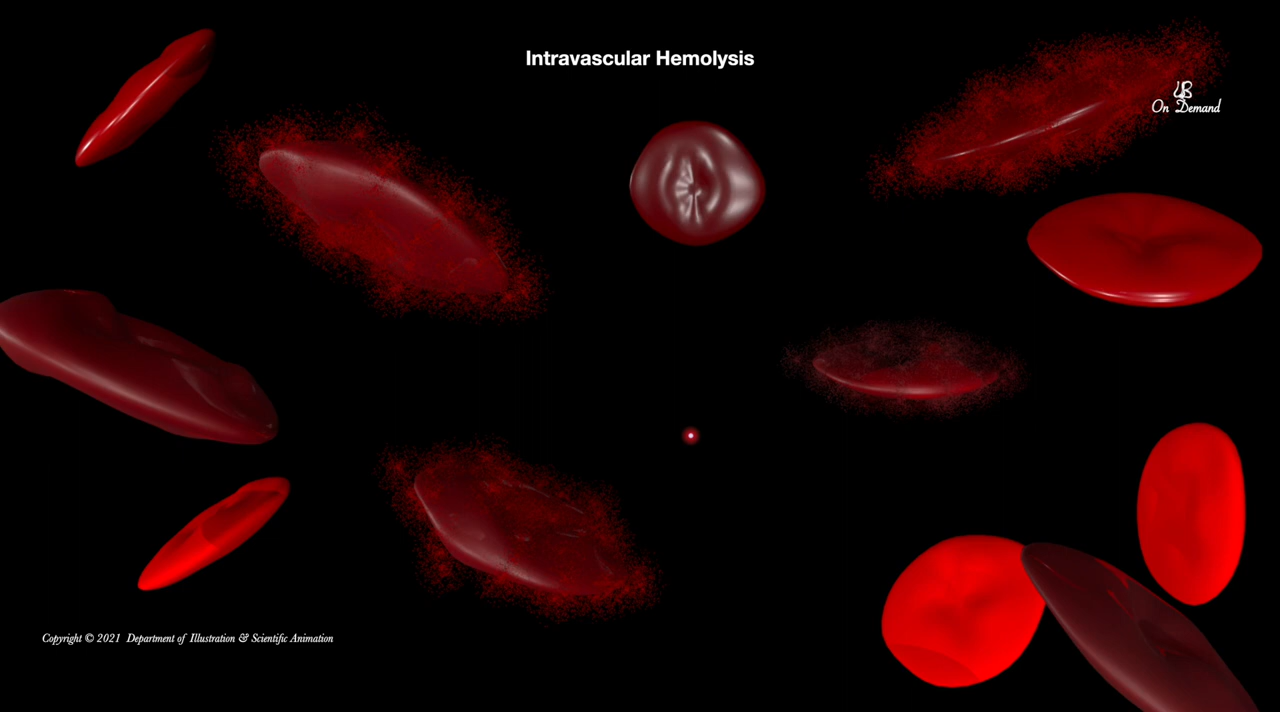 Intravascular Hemolysis
On Demand
Copyright © 2021 Department of Illustration & Scientific Animation